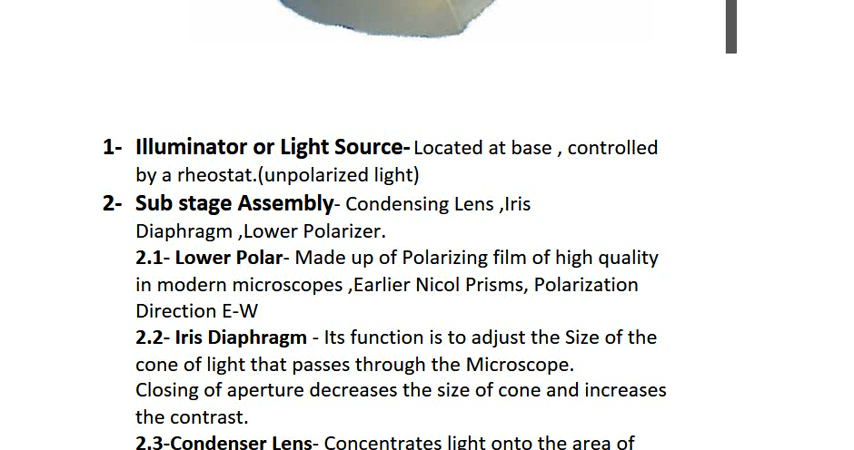 1- Illuminator or Light Source- Located at base , controlled
by a rheostat.(unpolarized light)
2- Sub stage Assembly- Condensing Lens ,Iris
Diaphragm ,Lower Polarizer.
2.1- Lower Polar- Made up of Polarizing film of high quality
in modern microscopes ,Earlier Nicol Prisms, Polarization
Direction E-W
2.2- Iris Diaphragm - Its function is to adjust the Size of the
cone of light that passes through the Microscope.
Closing of aperture decreases the size of cone and increases
the contrast.
2.3-Condenser Lens- Concentrates light onto the area of